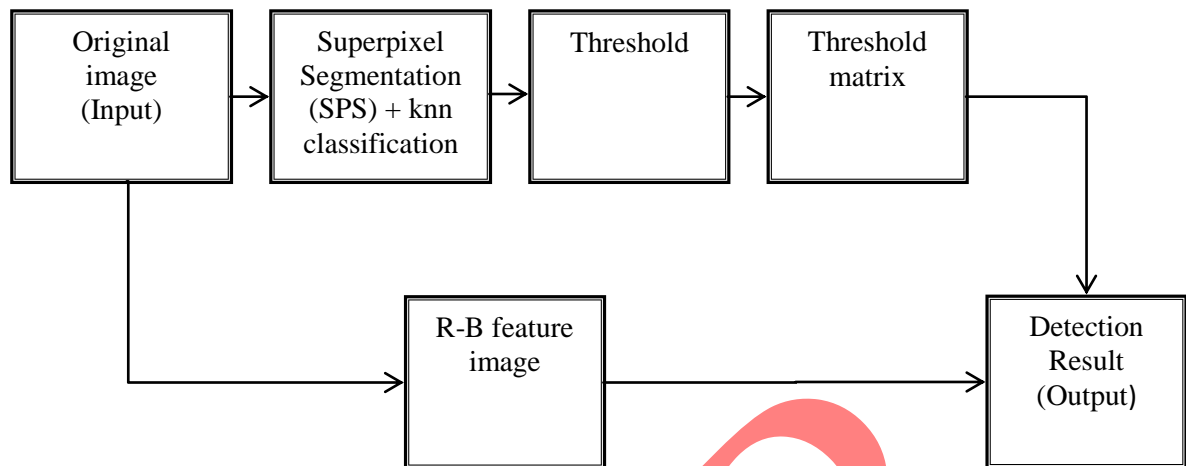 Original
image
(Input)
Superpixel
Segmentation
(SPS) + knn
classification
Threshold
Threshold
matrix
R-B feature
image
Detection
Result
(Output)